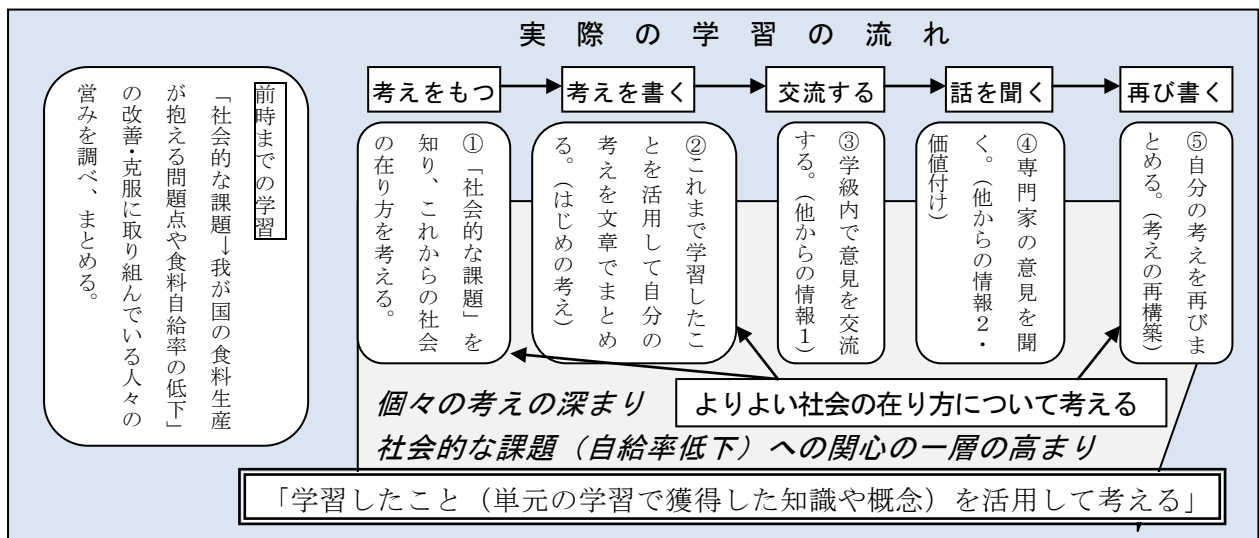 実際の学習の流れ
前時までの学習
「社会的な課題→我が国の食料生産
が抱える問題点や食料自給率の低下」
の改善・克服に取り組んでいる人々の
営みを調べ、まとめる。
考えをもつ
考えを書く
交流する
話を聞く
再び書く
①「社会的な課題」を
知り、これからの社会
の在り方を考える。
②これまで学習したこ
とを活用して自分の
考えを文章でまとめ
る。(はじめの考え)
③学級内で意見を交流
する。(他からの情報1)
④専門家の意見を聞
く。(他からの情報2・
価値付け)
⑤自分の考えを再びま
とめる。(考えの再構築)
個々の考えの深まり
よりよい社会の在り方について考える
社会的な課題(自給率低下)への関心の一層の高まり
「学習したこと(単元の学習で獲得した知識や概念)を活用して考える」